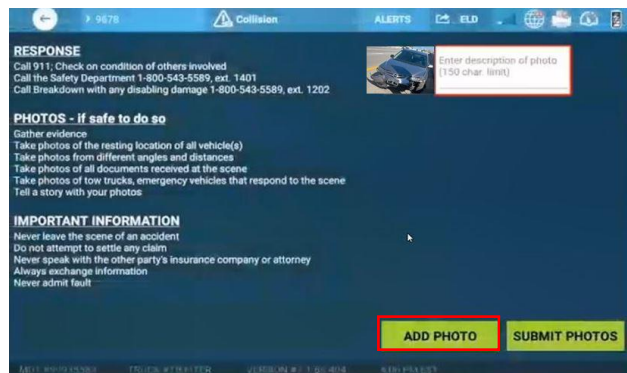 9678
Collision
ALERTS
ELD
RESPONSE
Call 911; Check on condition of others involved
Call the Safety Department 1-800-543-5589, ext. 1401
Call Breakdown with any disabling damage 1-800-543-5589, ext. 1202
Enter description of photo
(150 char. limit)
PHOTOS - if safe to do so
Gather evidence
Take photos of the resting location of all vehicle(s)
Take photos from different angles and distances
Take photos of all documents received at the scene
Take photos of tow trucks, emergency vehicles that respond to the scene
Tell a story with your photos
IMPORTANT INFORMATION
Never leave the scene of an accident
Do not attempt to settle any claim
Never speak with the other party's insurance company or attorney
Always exchange information
Never admit fault
ADD PHOTO
SUBMIT PHOTOS